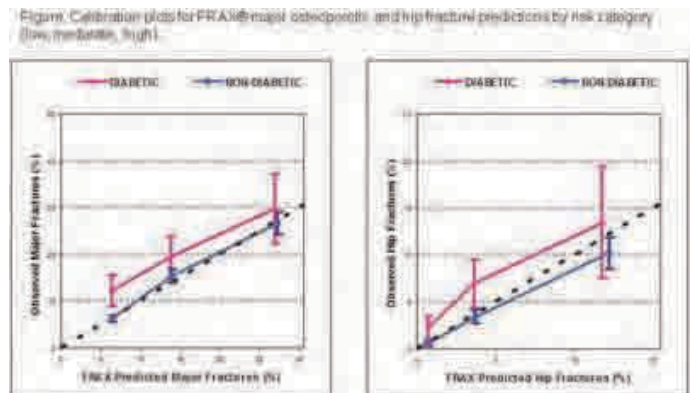 Figure. Calibration plots for FRAX® major osteoporotic and hip fracture predictions by risk category
(low, moderate, high).
DIABETIC NON-DIABETIC
Observed Major Fractures (%)
FRAX Predicted Major Fractures (%)
DIABETIC NON-DIABETIC
Observed Hip Fractures (%)
FRAX Predicted Hip Fractures (%)